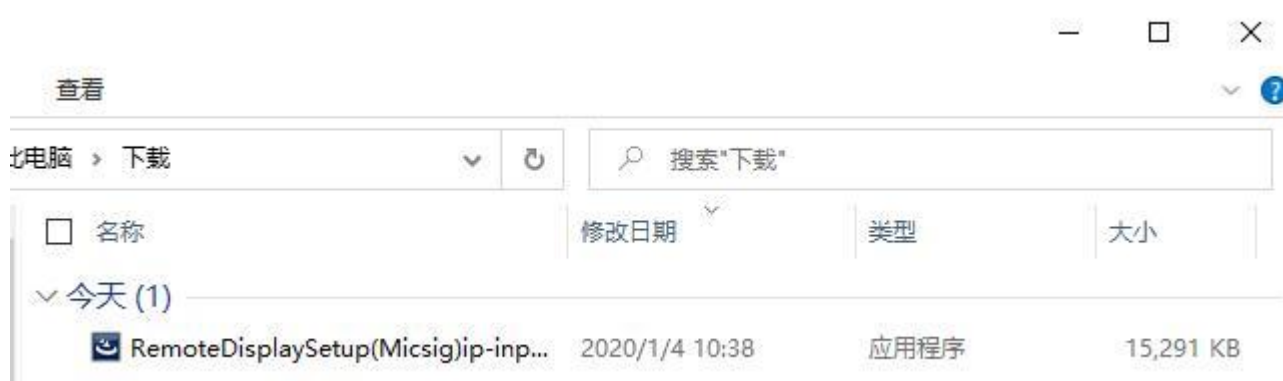 查看
此电脑 › 下载 搜索"下载"
名称 修改日期 类型 大小
今天 (1)
RemoteDisplaySetup(Micsig)ip-inp... 2020/1/4 10:38 应用程序 15,291 KB